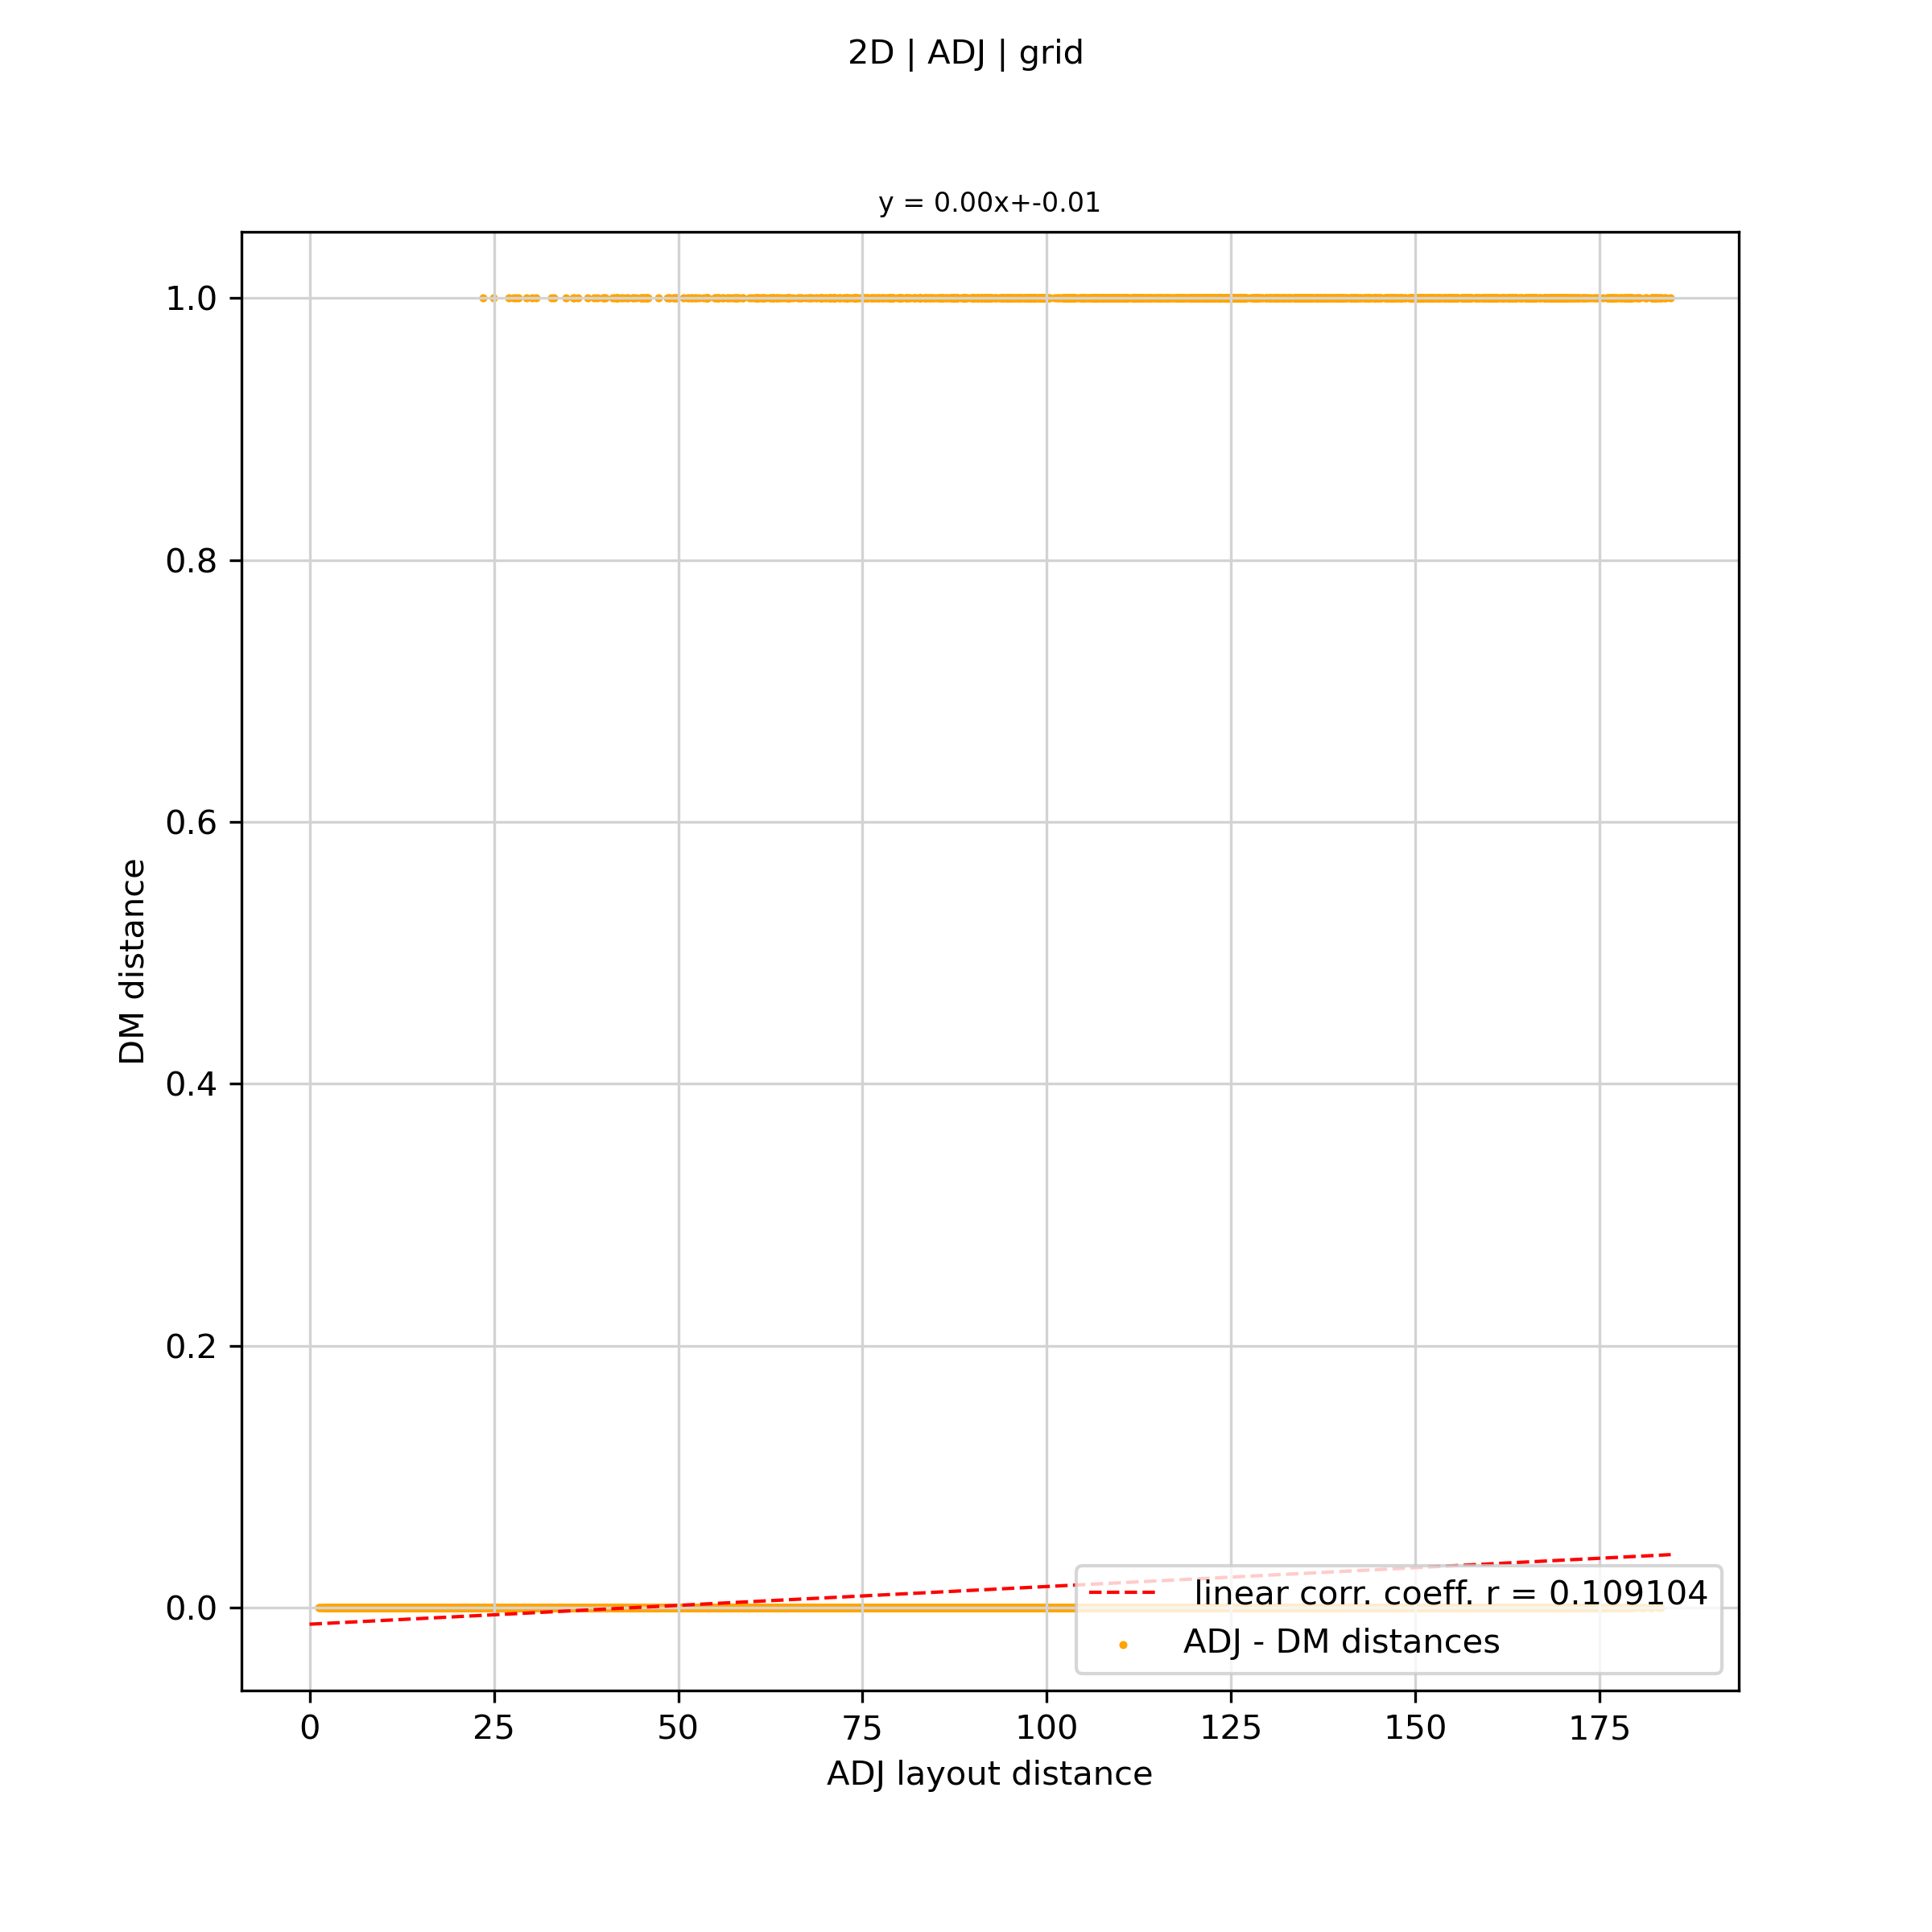 2D | ADJ | grid
y = 0.00x+-0.01
1.0
0.8
0.6
0.4
0.2
0.0
DM distance
linear corr. coeff. r = 0.109104
ADJ - DM distances
0 25 50 75 100 125 150 175
ADJ layout distance